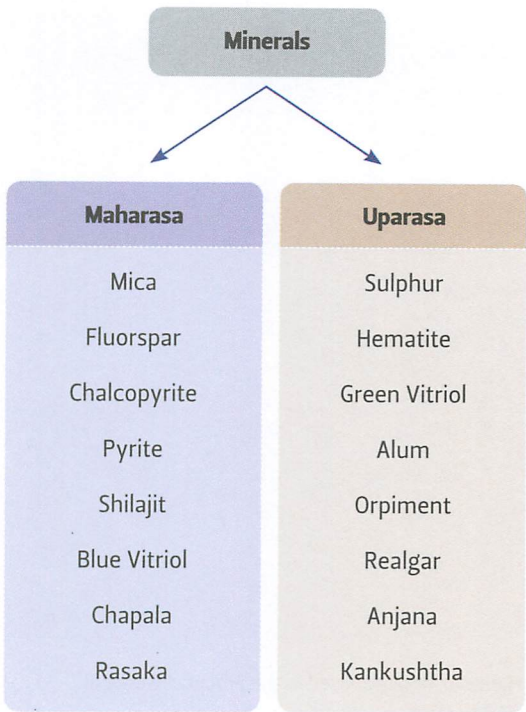 Minerals
Maharasa
Mica
Fluorspar
Chalcopyrite
Pyrite
Shilajit
Blue Vitriol
Chapala
Rasaka
Uparasa
Sulphur
Hematite
Green Vitriol
Alum
Orpiment
Realgar
Anjana
Kankushtha